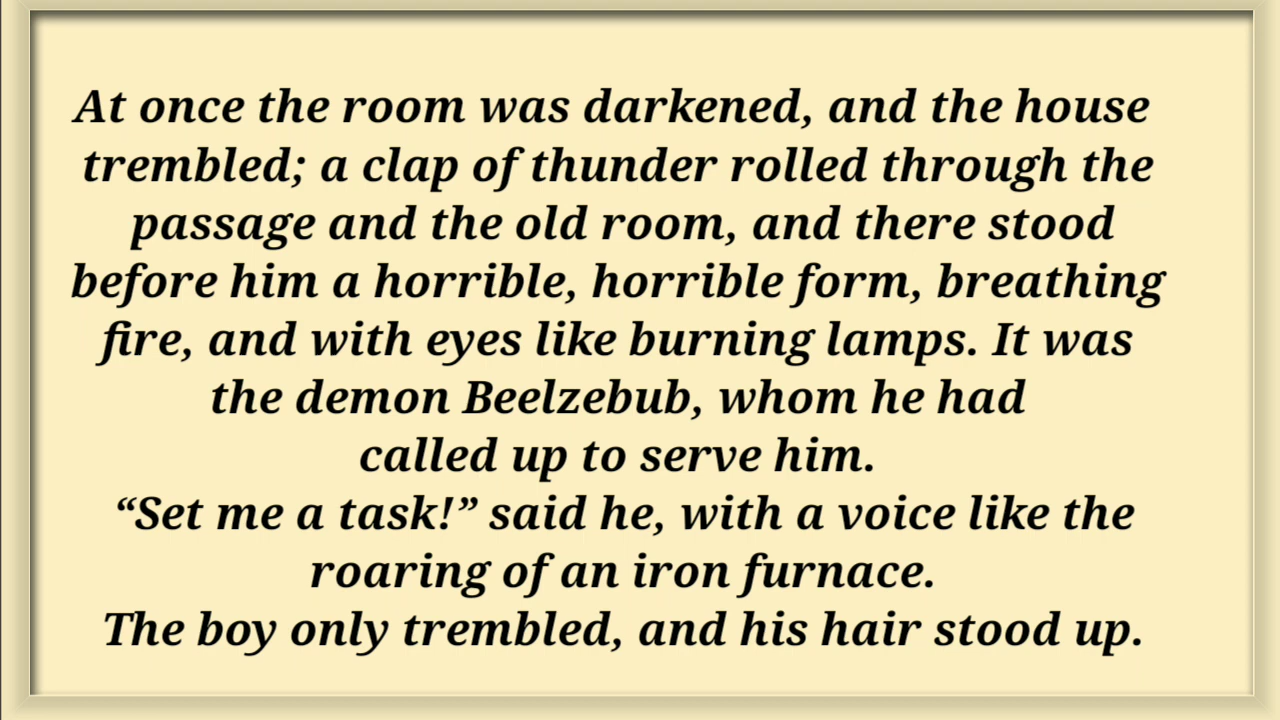 At once the room was darkened, and the house
trembled; a clap of thunder rolled through the
passage and the old room, and there stood
before him a horrible, horrible form, breathing
fire, and with eyes like burning lamps. It was
the demon Beelzebub, whom he had
called up to serve him.
“Set me a task!” said he, with a voice like the
roaring of an iron furnace.
The boy only trembled, and his hair stood up.